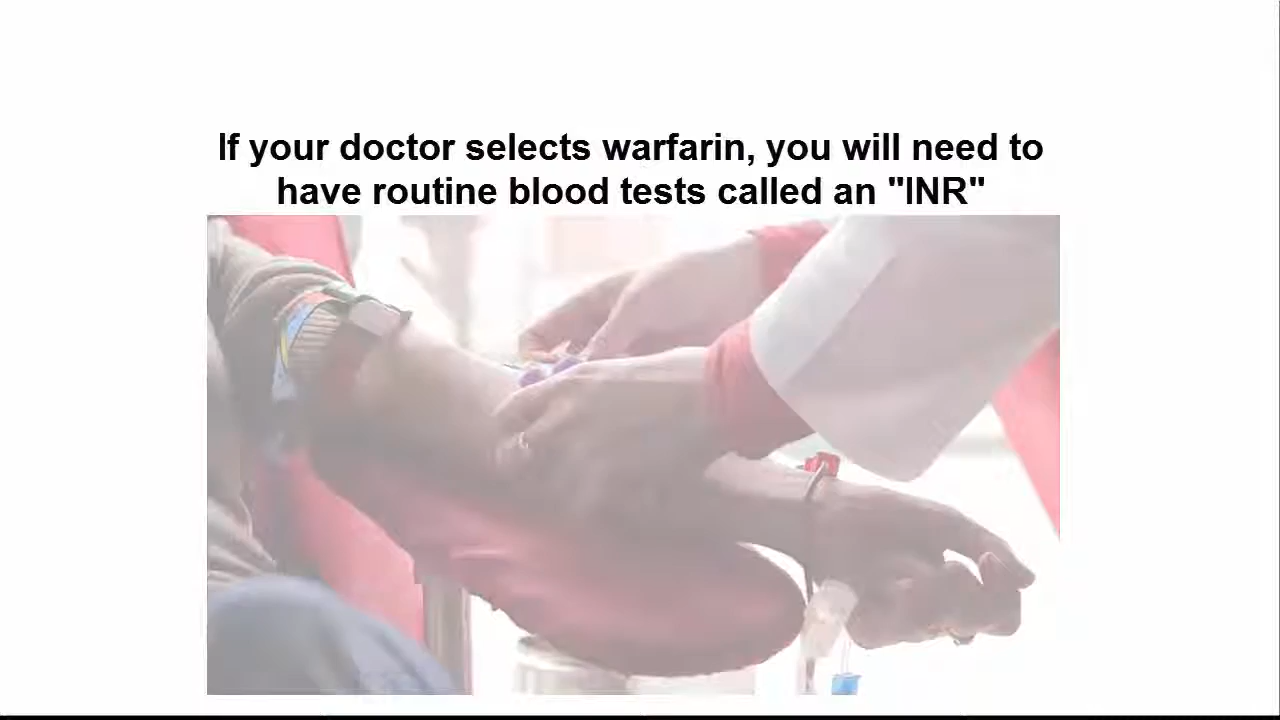 If your doctor selects warfarin, you will need to
have routine blood tests called an "INR"